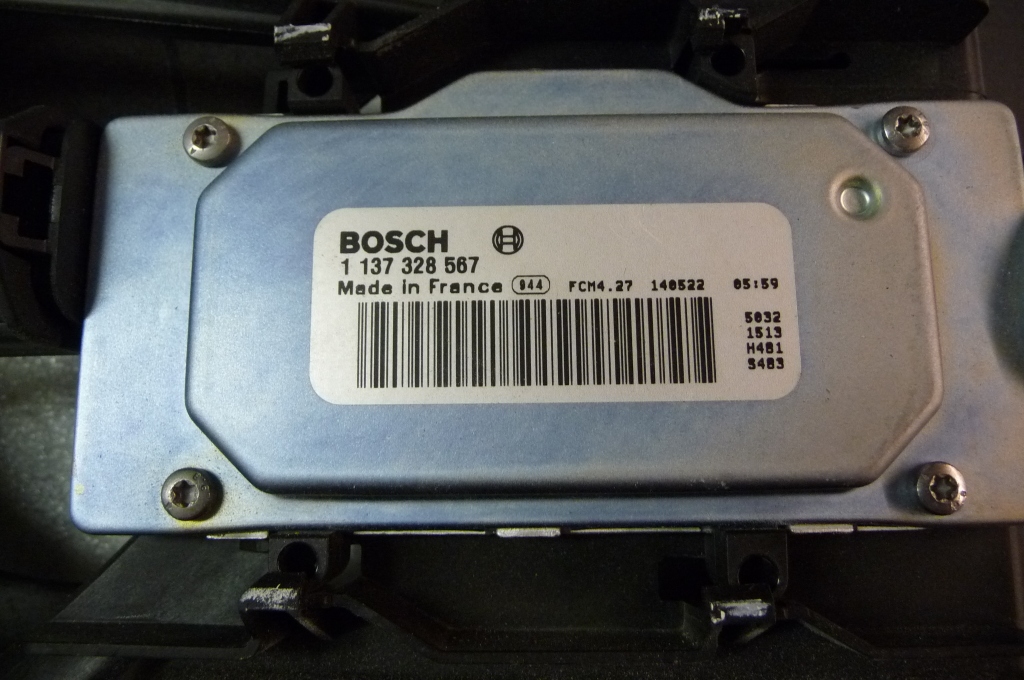 BOSCH
1 137 328 567
Made in France 944 FCM4.27 140522 05:59
5032
1513
H481
S483